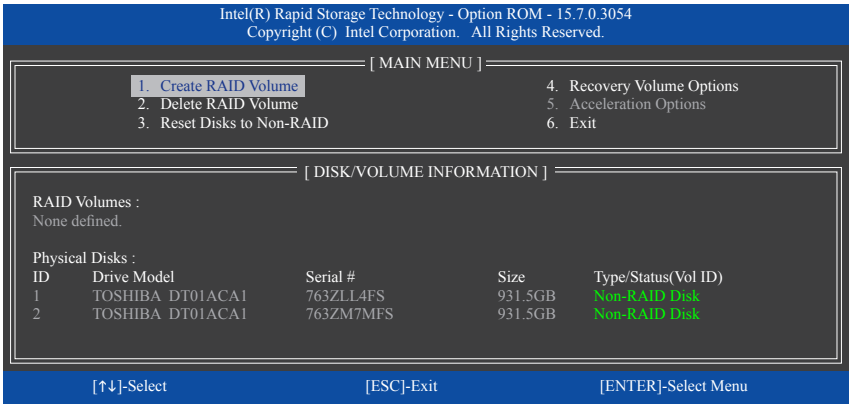 Intel(R) Rapid Storage Technology - Option ROM - 15.7.0.3054
Copyright (C) Intel Corporation. All Rights Reserved.
[ MAIN MENU ]
1. Create RAID Volume
2. Delete RAID Volume
3. Reset Disks to Non-RAID
4. Recovery Volume Options
5. Acceleration Options
6. Exit
[ DISK/VOLUME INFORMATION ]
RAID Volumes :
None defined.
Physical Disks :
ID Drive Model Serial # Size Type/Status(Vol ID)
1 TOSHIBA DT01ACA1 763ZLL4FS 931.5GB Non-RAID Disk
2 TOSHIBA DT01ACA1 763ZM7MFS 931.5GB Non-RAID Disk
[↑↓]-Select [ESC]-Exit [ENTER]-Select Menu